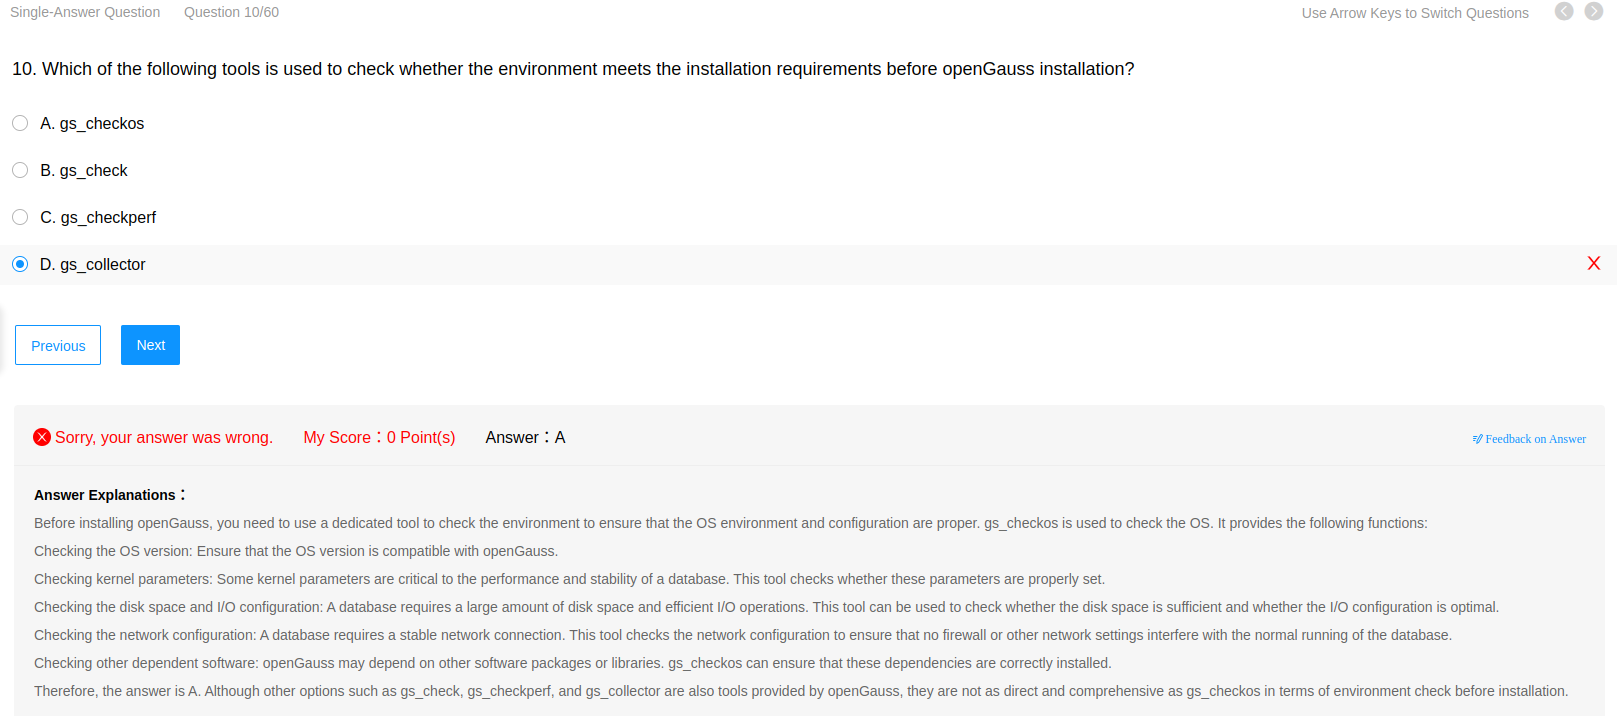 Single-Answer Question Question 10/60 Use Arrow Keys to Switch Questions
10. Which of the following tools is used to check whether the environment meets the installation requirements before openGauss installation?
A. gs_checkos
B. gs_check
C. gs_checkperf
D. gs_collector
Previous Next
Sorry, your answer was wrong. My Score：0 Point(s) Answer：A Feedback on Answer
Answer Explanations：
Before installing openGauss, you need to use a dedicated tool to check the environment to ensure that the OS environment and configuration are proper. gs_checkos is used to check the OS. It provides the following functions:
Checking the OS version: Ensure that the OS version is compatible with openGauss.
Checking kernel parameters: Some kernel parameters are critical to the performance and stability of a database. This tool checks whether these parameters are properly set.
Checking the disk space and I/O configuration: A database requires a large amount of disk space and efficient I/O operations. This tool can be used to check whether the disk space is sufficient and whether the I/O configuration is optimal.
Checking the network configuration: A database requires a stable network connection. This tool checks the network configuration to ensure that no firewall or other network settings interfere with the normal running of the database.
Checking other dependent software: openGauss may depend on other software packages or libraries. gs_checkos can ensure that these dependencies are correctly installed.
Therefore, the answer is A. Although other options such as gs_check, gs_checkperf, and gs_collector are also tools provided by openGauss, they are not as direct and comprehensive as gs_checkos in terms of environment check before installation.